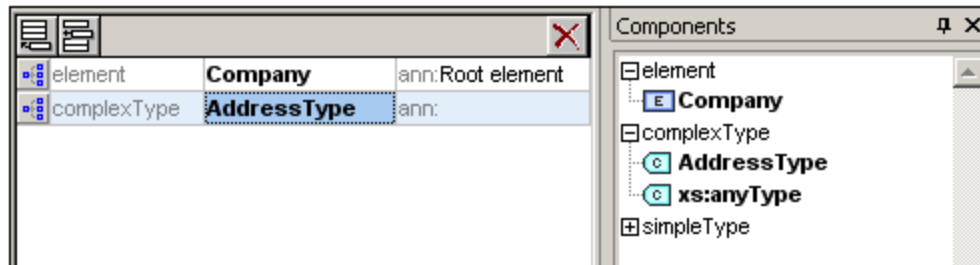 element Company ann:Root element
complexType AddressType ann:
Components
element
E Company
complexType
C AddressType
C xs:anyType
simpleType